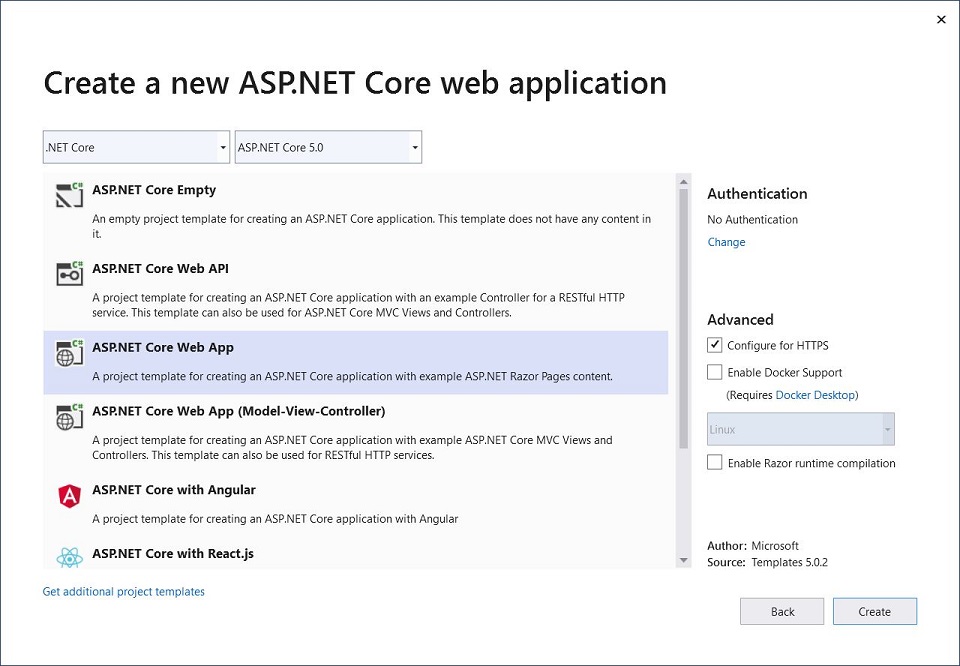 Create a new ASP.NET Core web application
.NET Core
ASP.NET Core 5.0
ASP.NET Core Empty
An empty project template for creating an ASP.NET Core application. This template does not have any content in
it.
ASP.NET Core Web API
A project template for creating an ASP.NET Core application with an example Controller for a RESTful HTTP
service. This template can also be used for ASP.NET Core MVC Views and Controllers.
ASP.NET Core Web App
A project template for creating an ASP.NET Core application with example ASP.NET Razor Pages content.
ASP.NET Core Web App (Model-View-Controller)
A project template for creating an ASP.NET Core application with example ASP.NET Core MVC Views and
Controllers. This template can also be used for RESTful HTTP services.
ASP.NET Core with Angular
A project template for creating an ASP.NET Core application with Angular
ASP.NET Core with React.js
Get additional project templates
Authentication
No Authentication
Change
Advanced
Configure for HTTPS
Enable Docker Support
(Requires Docker Desktop)
Linux
Enable Razor runtime compilation
Author: Microsoft
Source: Templates 5.0.2
Back
Create